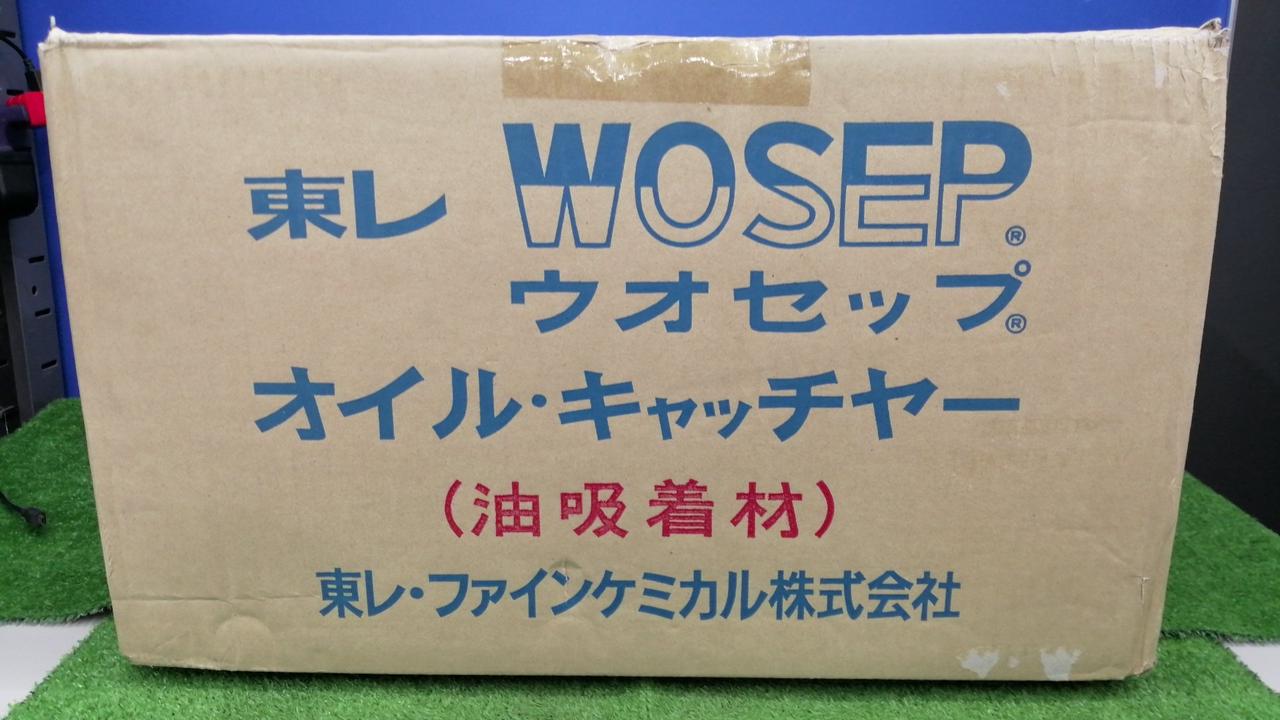 東レ WOSEP®
ウオセップ®
オイル・キャッチヤー
（油吸着材）
東レ・ファインケミカル株式会社